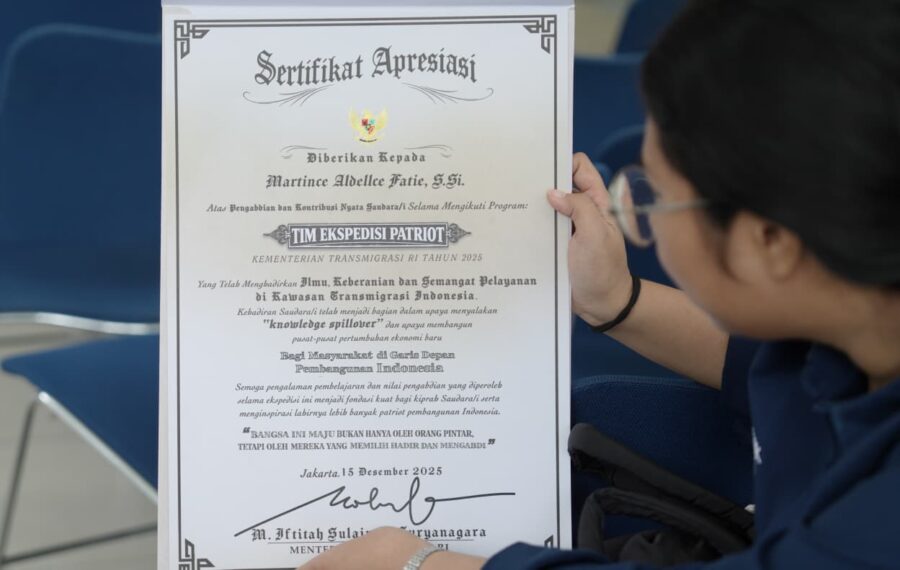 Sertifikat Apresiasi
Diberikan Kepada
Martince Aldellce Fatie, S.Si.
Atas Pengabdian dan Kontribusi Nyata Saudara/i Selama Mengikuti Program:
TIM EKSPEDISI PATRIOT
KEMENTERIAN TRANSMIGRASI RI TAHUN 2025
Yang Telah Menghadirkan Ilmu, Keberanian dan Semangat Pelayanan
di Kawasan Transmigrasi Indonesia.
Kehadiran Saudara/i telah menjadi bagian dalam upaya menyalakan
"knowledge spillover" dan upaya membangun
pusat-pusat pertumbuhan ekonomi baru
Bagi Masyarakat di Garis Depan
Pembangunan Indonesia
Semoga pengalaman pembelajaran dan nilai pengabdian yang diperoleh
selama ekspedisi ini menjadi fondasi kuat bagi kiprah Saudara/i serta
menginspirasi lahirnya lebih banyak patriot pembangunan Indonesia.
"BANGSA INI MAJU BUKAN HANYA OLEH ORANG PINTAR,
TETAPI OLEH MEREKA YANG MEMILIH HADIR DAN MENGABDI"
Jakarta, 15 Desember 2025
M. Iftitah Suryanagara
RI